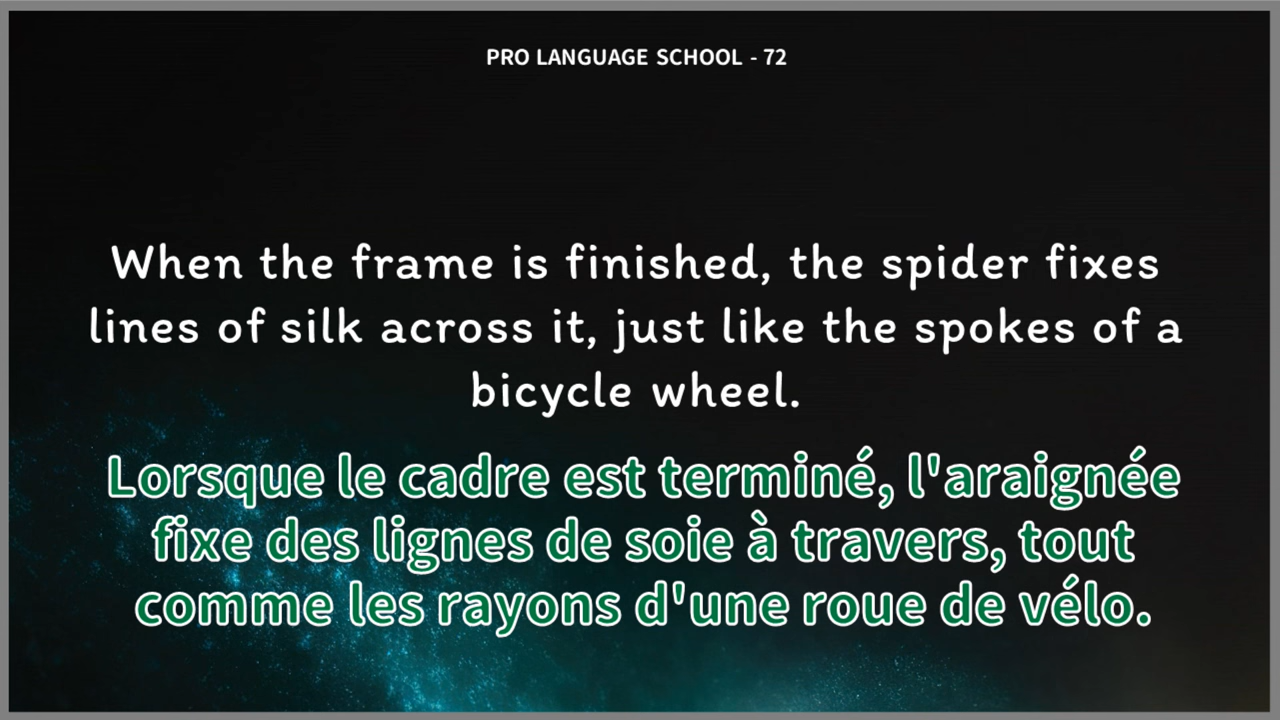 PRO LANGUAGE SCHOOL - 72
When the frame is finished, the spider fixes
lines of silk across it, just like the spokes of a
bicycle wheel.
Lorsque le cadre est terminé, l'araignée
fixe des lignes de soie à travers, tout
comme les rayons d'une roue de vélo.